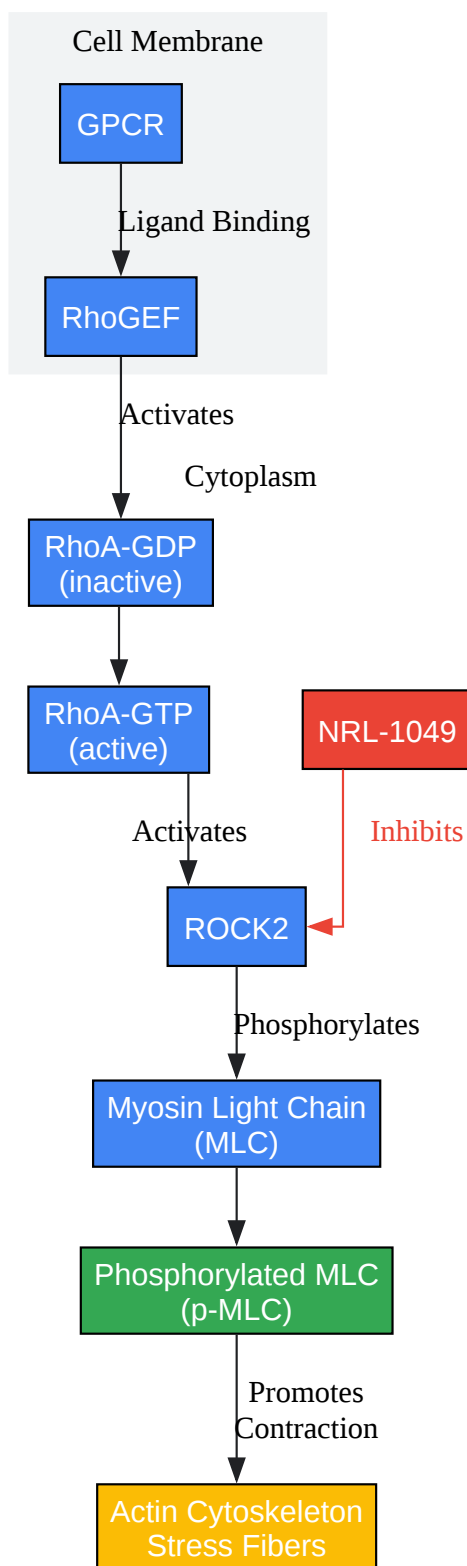 Cell Membrane
GPCR
Ligand Binding
RhoGEF
Activates
Cytoplasm
RhoA-GDP
(inactive)
RhoA-GTP
(active)
NRL-1049
Activates
Inhibits
ROCK2
Phosphorylates
Myosin Light Chain
(MLC)
Phosphorylated MLC
(p-MLC)
Promotes
Contraction
Actin Cytoskeleton
Stress Fibers